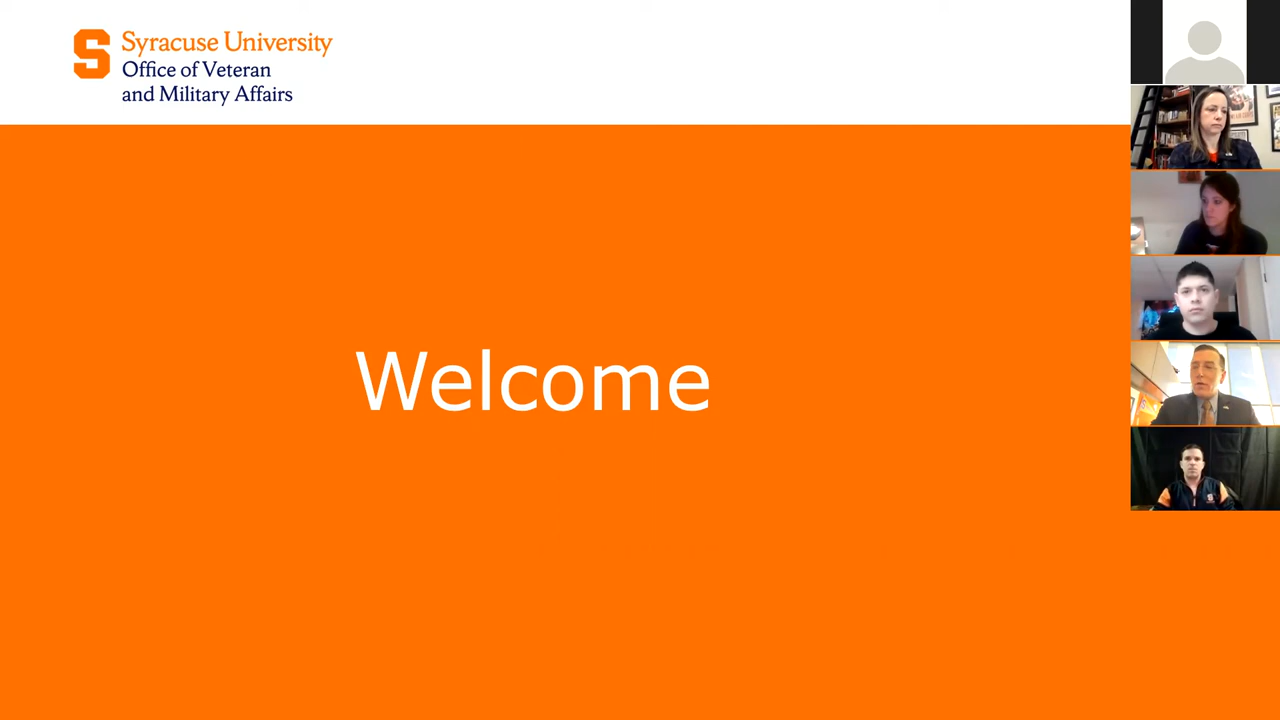 Syracuse University
Office of Veteran
and Military Affairs
Welcome